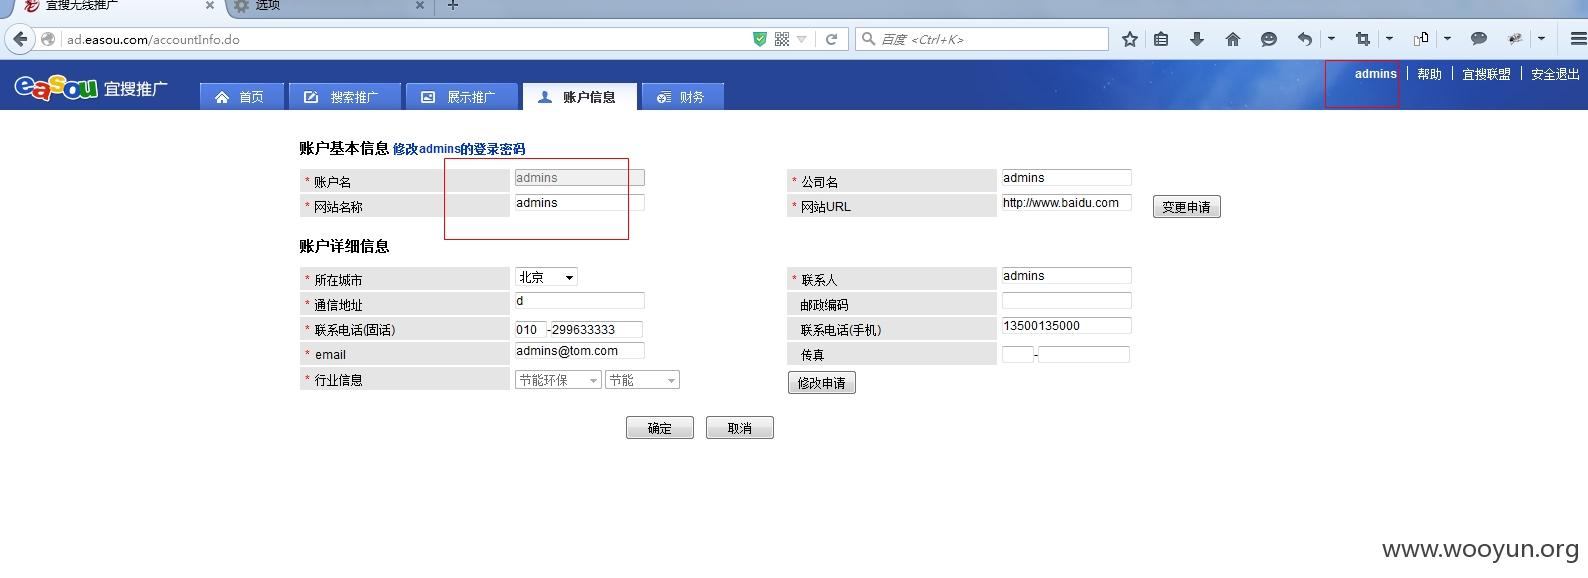 宜搜无线推广 × 选项 × +
ad.easou.com/accountInfo.do 百度 <Ctrl+K>
easou 宜搜推广 首页 搜索推广 展示推广 账户信息 财务 admins 帮助 宜搜联盟 安全退出
账户基本信息 修改admins的登录密码
* 账户名 admins * 公司名 admins
* 网站名称 admins * 网站URL http://www.baidu.com 变更申请
账户详细信息
* 所在城市 北京 * 联系人 admins
* 通信地址 d 邮政编码
* 联系电话(固话) 010 -299633333 联系电话(手机) 13500135000
* email admins@tom.com 传真 -
* 行业信息 节能环保 节能 修改申请
确定 取消
www.wooyun.org